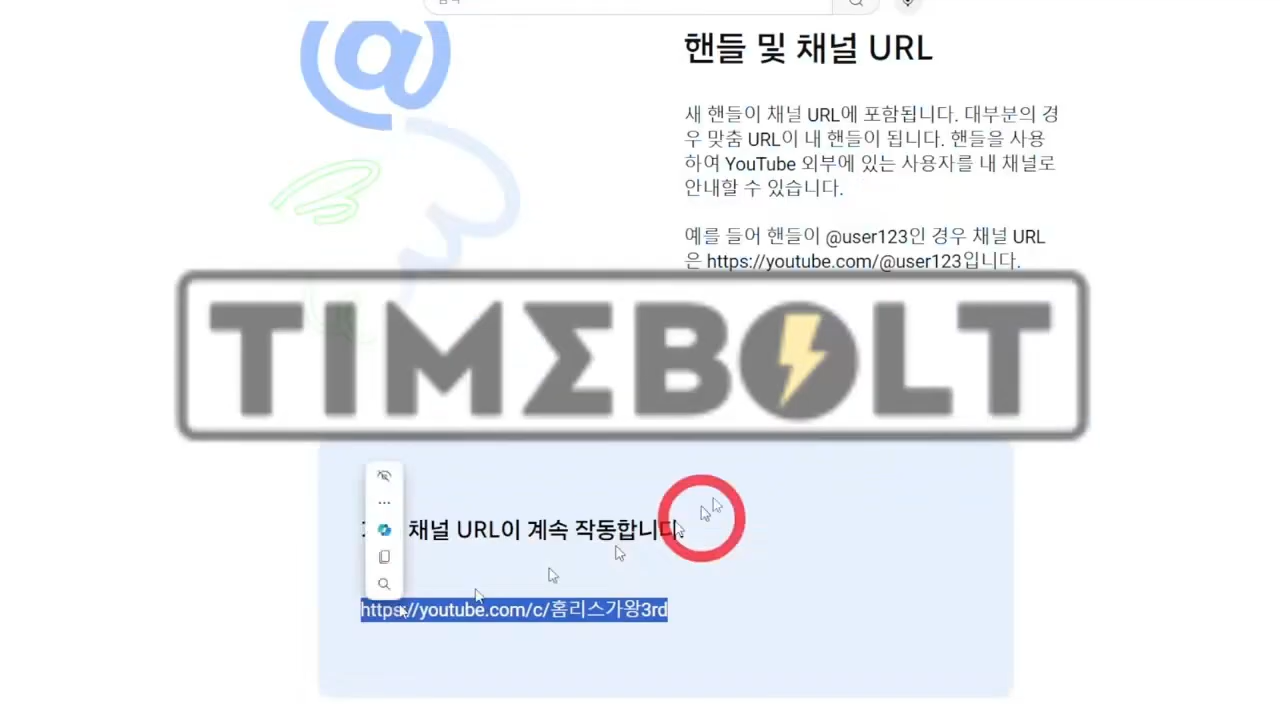 핸들 및 채널 URL
새 핸들이 채널 URL에 포함됩니다. 대부분의 경
우 맞춤 URL이 내 핸들이 됩니다. 핸들을 사용
하여 YouTube 외부에 있는 사용자를 내 채널로
안내할 수 있습니다.
예를 들어 핸들이 @user123인 경우 채널 URL
은 https://youtube.com/@user123입니다.
TIMEBOLT
채널 URL이 계속 작동합니다.
https://youtube.com/c/홈리스가왕3rd